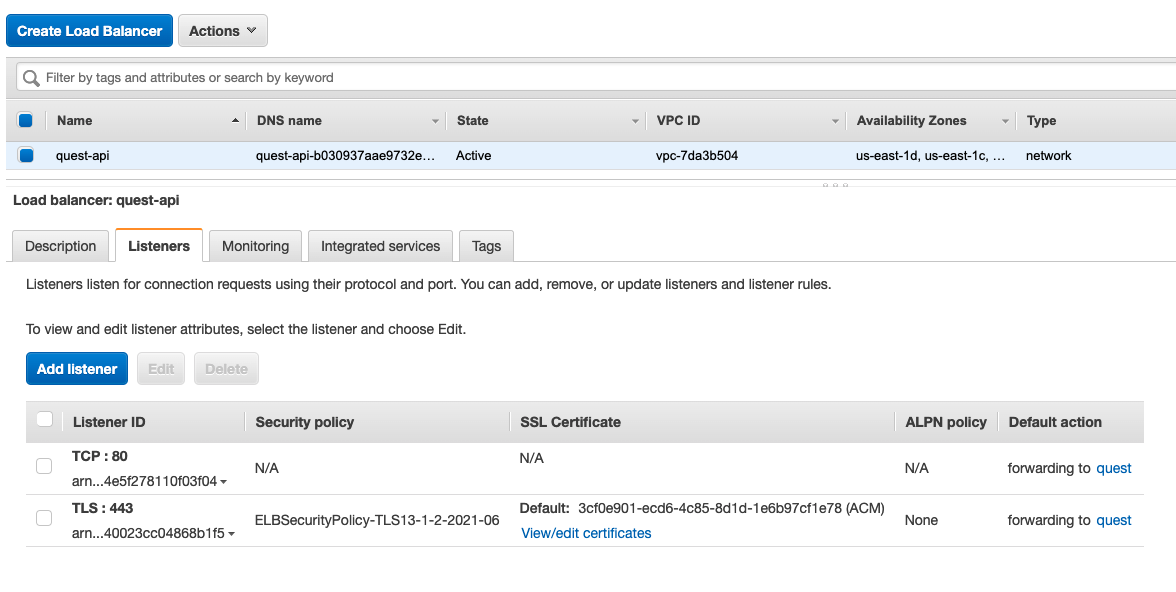 Create Load Balancer Actions
Filter by tags and attributes or search by keyword
Name DNS name State VPC ID Availability Zones Type
quest-api quest-api-b030937aae9732e... Active vpc-7da3b504 us-east-1d, us-east-1c, ... network
Load balancer: quest-api
Description Listeners Monitoring Integrated services Tags
Listeners listen for connection requests using their protocol and port. You can add, remove, or update listeners and listener rules.
To view and edit listener attributes, select the listener and choose Edit.
Add listener Edit Delete
Listener ID Security policy SSL Certificate ALPN policy Default action
TCP : 80
arn...4e5f278110f03f04 N/A N/A N/A forwarding to quest
TLS : 443
arn...40023cc04868b1f5 ELBSecurityPolicy-TLS13-1-2-2021-06 Default: 3cf0e901-ecd6-4c85-8d1d-1e6b97cf1e78 (ACM) None forwarding to quest
View/edit certificates